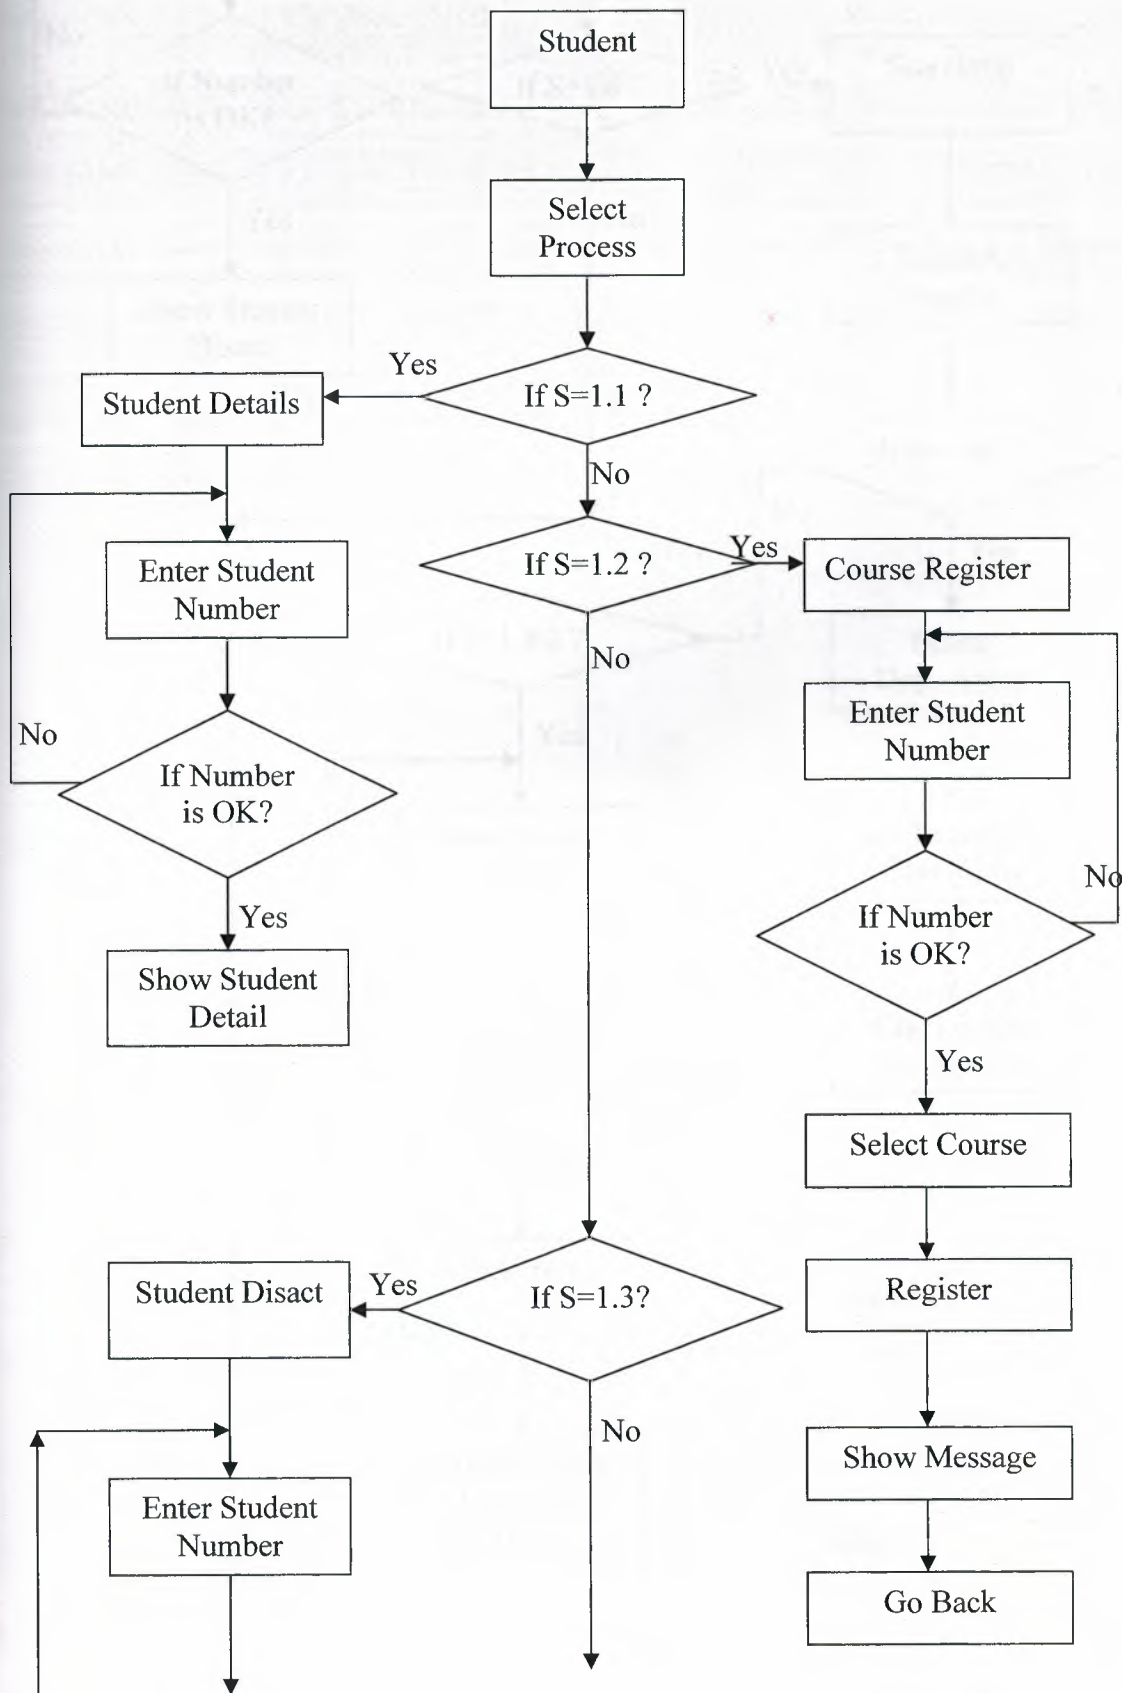 Student
Select
Process
If S=1.1 ?
Yes
Student Details
No
Enter Student
Number
If Number
is OK?
No
Yes
Show Student
Detail
If S=1.2 ?
Yes
Course Register
No
Enter Student
Number
If Number
is OK?
No
Yes
Select Course
Register
Show Message
Go Back
If S=1.3?
Yes
Student Disact
No
Enter Student
Number